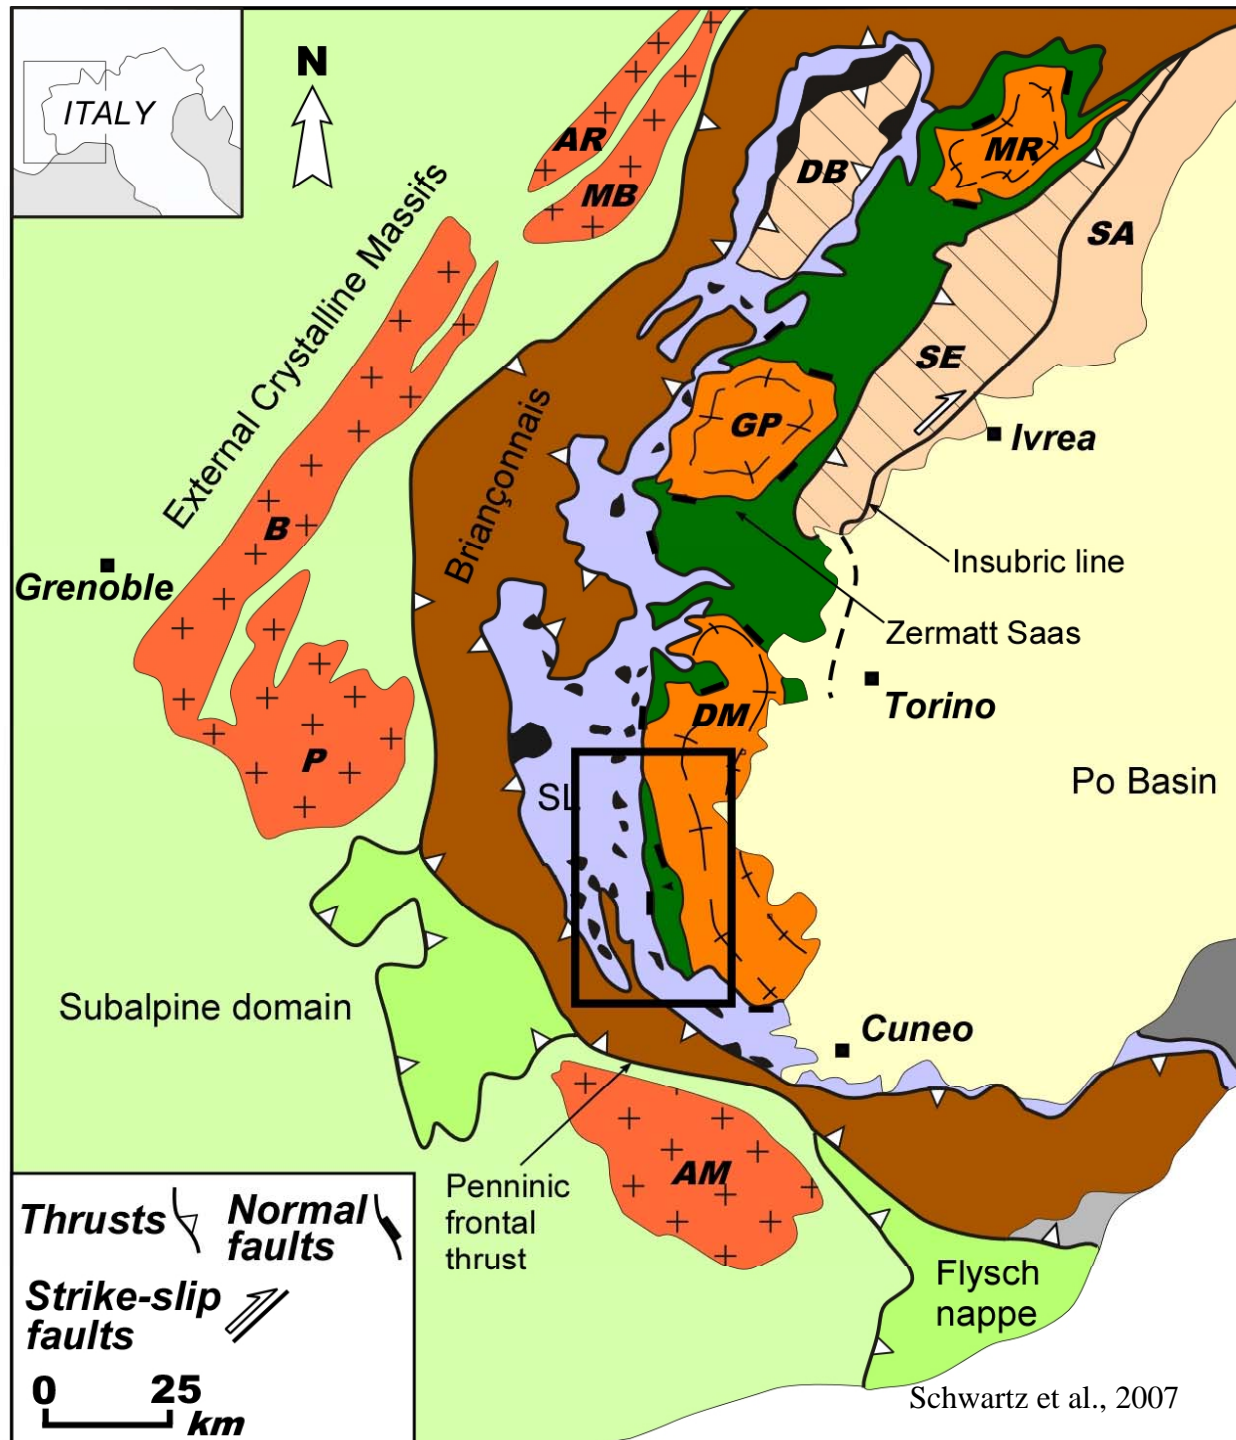 ITALY
N
AR
MB
DB
MR
SA
External Crystalline Massifs
SE
Briançonnais
GP
Ivrea
B
Grenoble
Insubric line
Zermatt Saas
DM
Torino
P
SL
Po Basin
Subalpine domain
Cuneo
Penninic
frontal
thrust
AM
Flysch
nappe
Thrusts
Normal
faults
Strike-slip
faults
0 25
km
Schwartz et al., 2007